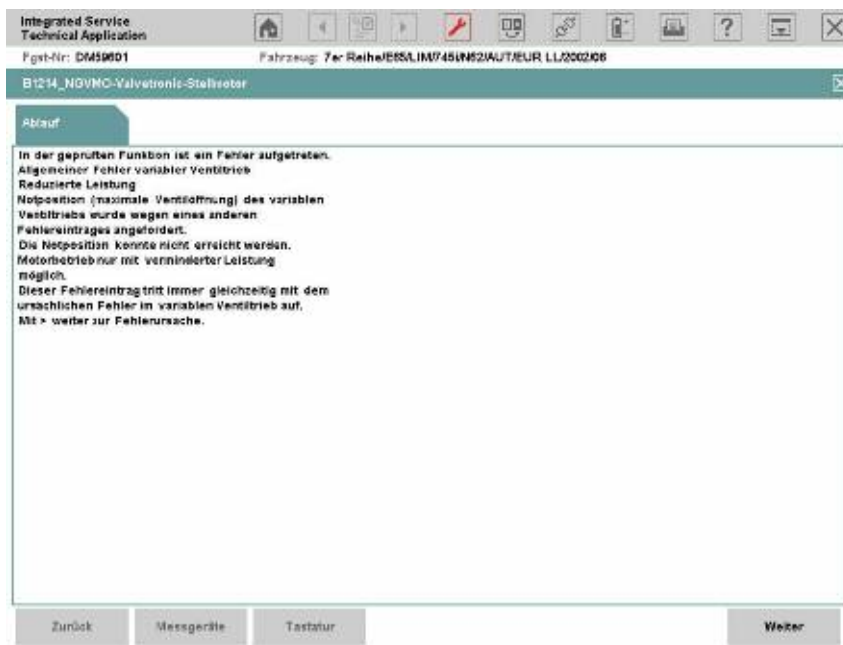 Integrated Service
Technical Application
?
Fgst-Nr: DM59601
Fahrzeug: 7er Reihe/E65/LIM/745i/N62/AUT/EUR LL/2002/06
B1214_NGVMO-Valvetronic-Stellmotor
Ablauf
In der geprüften Funktion ist ein Fehler aufgetreten.
Allgemeiner Fehler variabler Ventiltrieb
Reduzierte Leistung
Notposition (maximale Ventilöffnung) des variablen
Ventiltriebs wurde wegen eines anderen
Fehlereintrages angefordert.
Die Notposition konnte nicht erreicht werden.
Motorbetrieb nur mit verminderter Leistung
möglich.
Dieser Fehlereintrag tritt immer gleichzeitig mit dem
ursächlichen Fehler im variablen Ventiltrieb auf.
Mit > weiter zur Fehlerursache.
Zurück
Messgeräte
Tastatur
Weiter